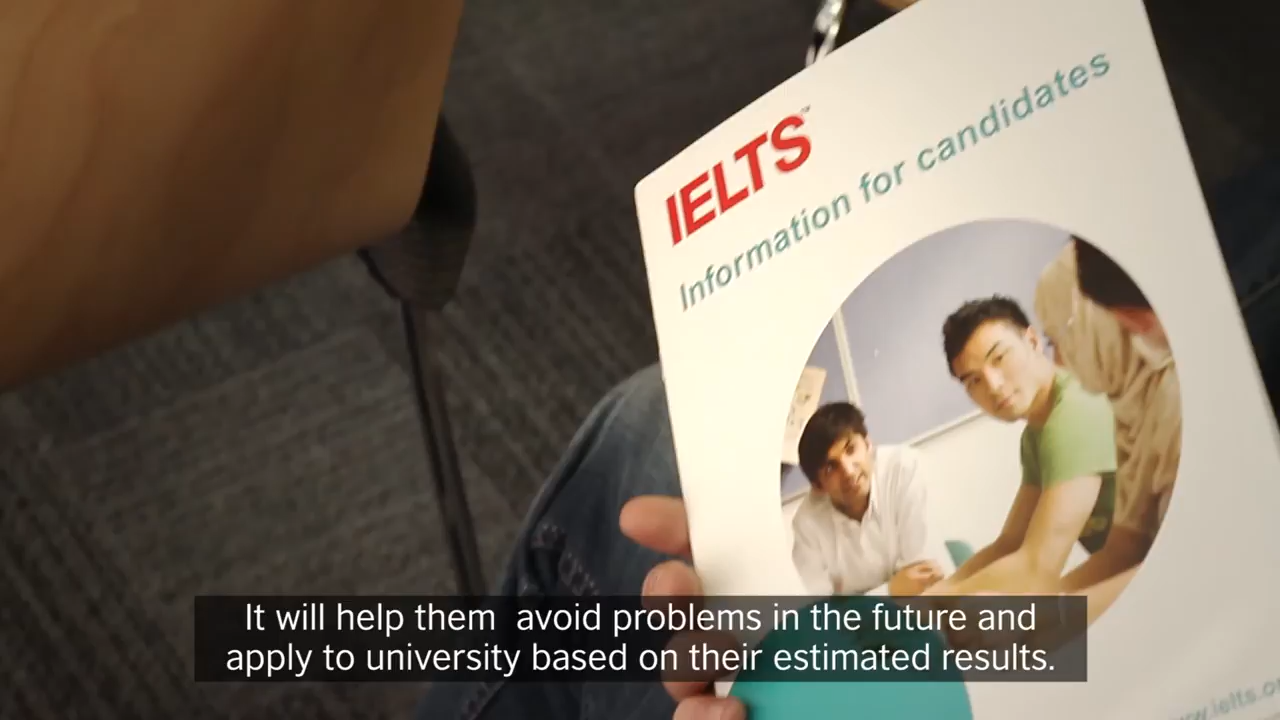 IELTS™
Information for candidates
It will help them  avoid problems in the future and
apply to university based on their estimated results.